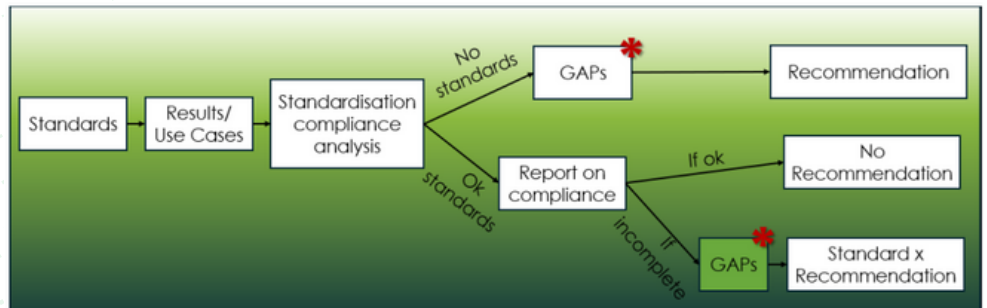 Standards
Results/
Use Cases
Standardisation
compliance
analysis
No
standards
GAPs
*
Recommendation
Ok
standards
Report on
compliance
If ok
No
Recommendation
If
incomplete
GAPs
*
Standard x
Recommendation